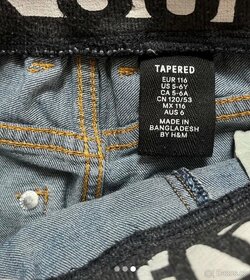 TAPERED
EUR 116
US 5-6Y
CA 5-6A
CN 120/53
MX 116
AUS 6
MADE IN
BANGLADESH
BY H&M